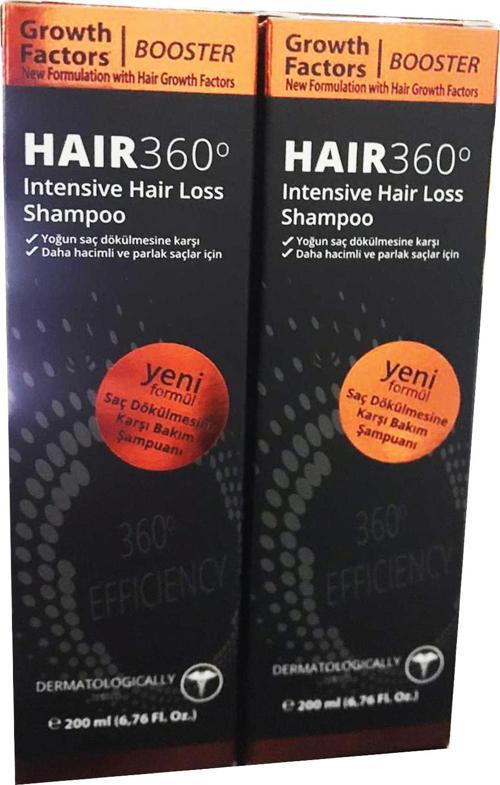 Growth
Factors | BOOSTER
New Formulation with Hair Growth Factors
HAIR360º
Intensive Hair Loss
Shampoo
✓ Yoğun saç dökülmesine karşı
✓ Daha hacimli ve parlak saçlar için
yeni
formül
Saç Dökülmesine
Karşı Bakım
Şampuanı
360º
EFFICIENCY
DERMATOLOGICALLY
℮ 200 ml (6,76 Fl. Oz.)
Growth
Factors | BOOSTER
New Formulation with Hair Growth Factors
HAIR360º
Intensive Hair Loss
Shampoo
✓ Yoğun saç dökülmesine karşı
✓ Daha hacimli ve parlak saçlar için
yeni
formül
Saç Dökülmesine
Karşı Bakım
Şampuanı
360º
EFFICIENCY
DERMATOLOGICALLY
℮ 200 ml (6,76 Fl. Oz.)